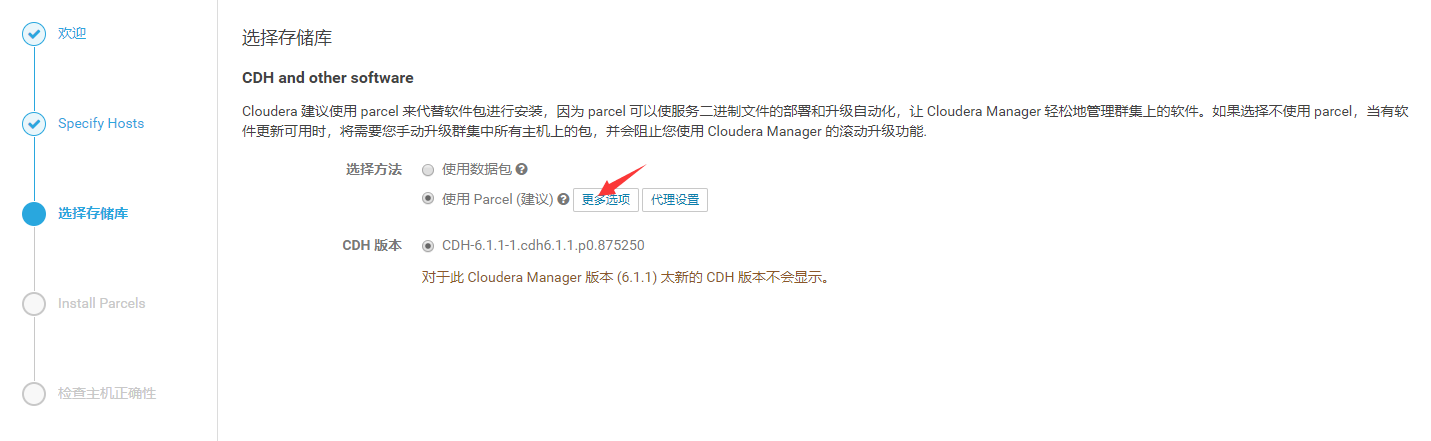 欢迎
Specify Hosts
选择存储库
Install Parcels
检查主机正确性
选择存储库
CDH and other software
Cloudera 建议使用 parcel 来代替软件包进行安装，因为 parcel 可以使服务二进制文件的部署和升级自动化，让 Cloudera Manager 轻松地管理群集上的软件。如果选择不使用 parcel，当有软
件更新可用时，将需要您手动升级群集中所有主机上的包，并会阻止您使用 Cloudera Manager 的滚动升级功能.
选择方法 使用数据包 ?
使用 Parcel (建议) ? 更多选项 代理设置
CDH 版本 CDH-6.1.1-1.cdh6.1.1.p0.875250
对于此 Cloudera Manager 版本 (6.1.1) 太新的 CDH 版本不会显示。